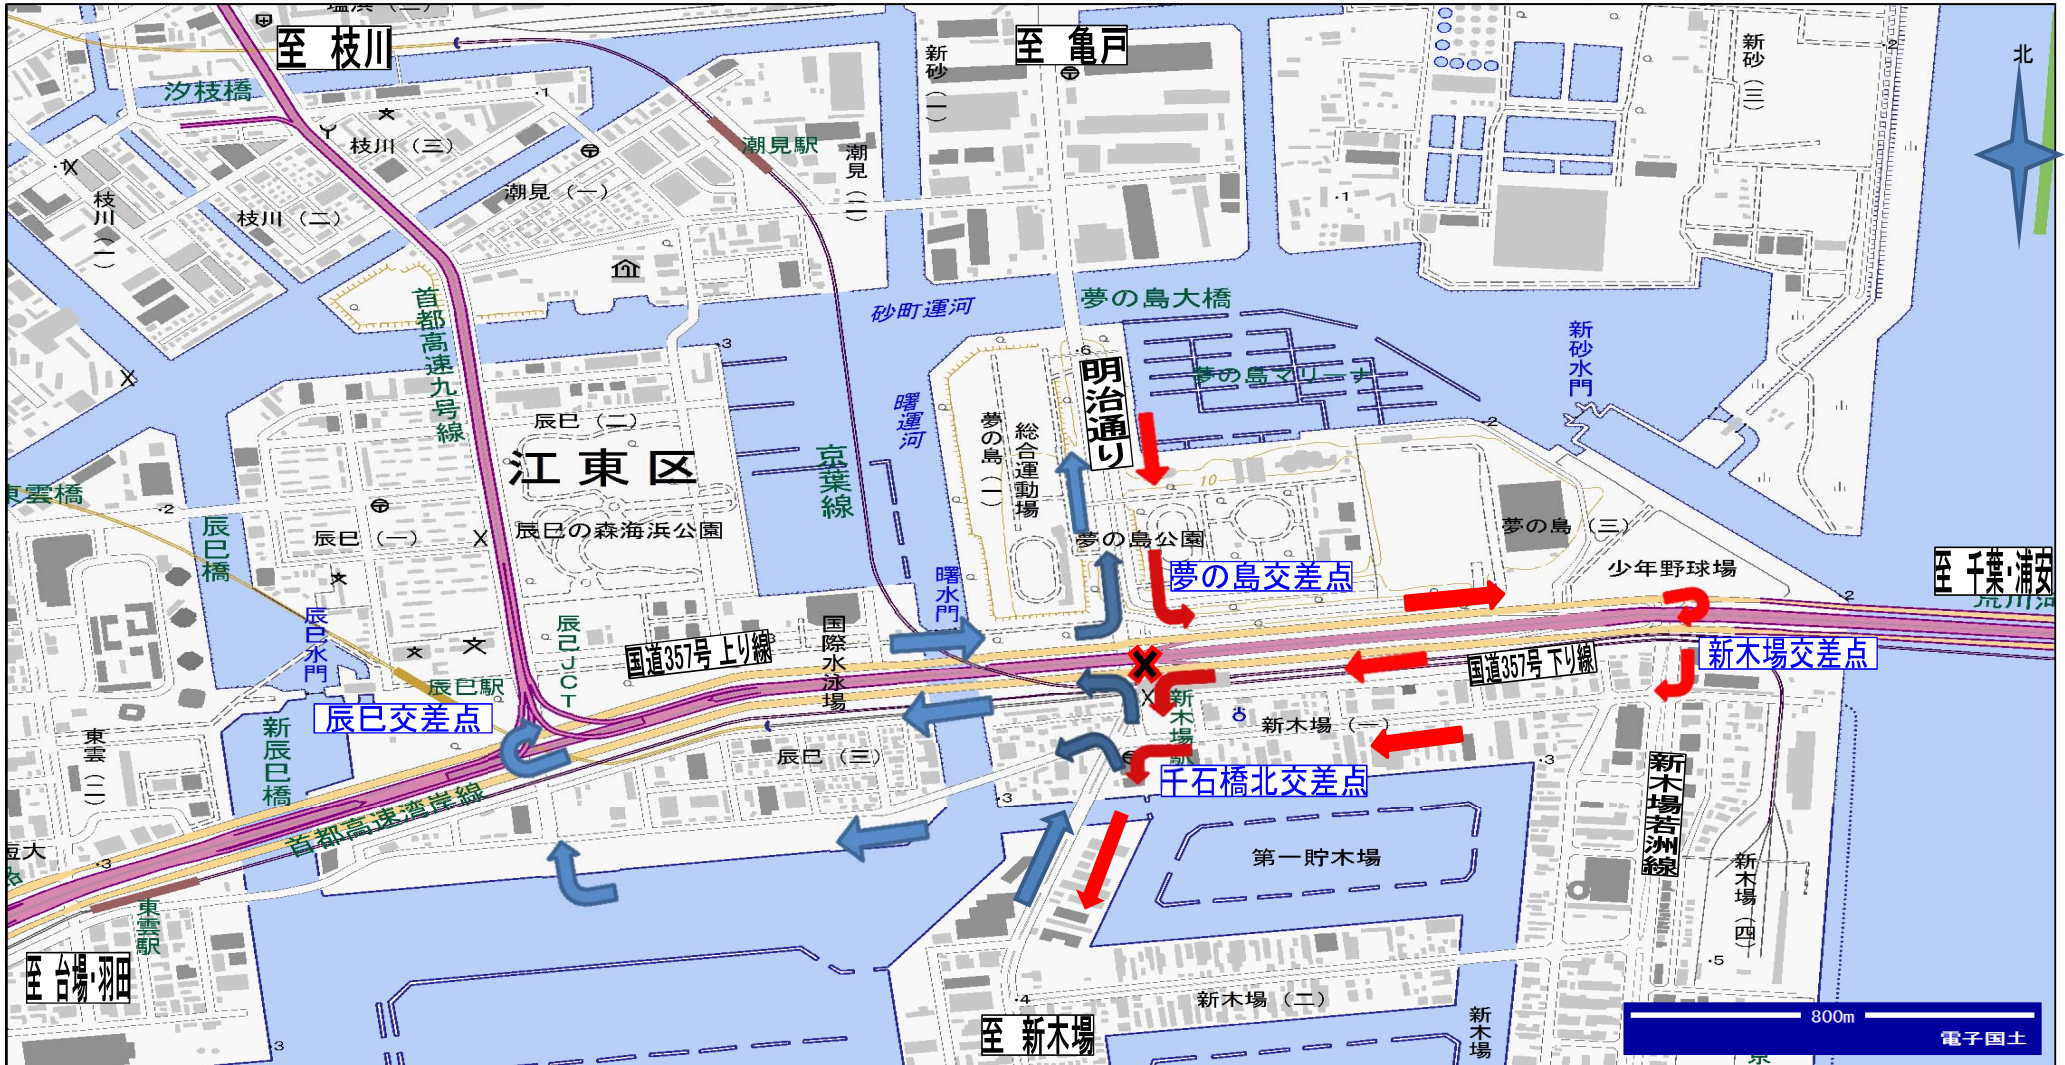 塩浜（二）
至 枝川
至 亀戸
新砂（一）
新砂（三）
北
汐枝橋
枝川（三）
潮見駅
潮見（二）
潮見（一）
枝川（一）
枝川（二）
首都高速九号線
砂町運河
夢の島大橋
新砂水門
明治通り
夢の島マリーナ
曙運河
辰巳（二）
江東区
京葉線
夢の島（一）
総合運動場
東雲橋
辰巳橋
辰巳（一）
辰巳の森海浜公園
夢の島公園
夢の島（三）
少年野球場
至 千葉・浦安
荒川河
夢の島交差点
曙水門
辰巳水門
辰巳JCT
国際水泳場
国道357号 上り線
国道357号 下り線
新木場交差点
辰巳駅
辰巳交差点
新辰巳橋
東雲（二）
辰巳（三）
新木場駅
新木場（一）
千石橋北交差点
首都高速湾岸線
新木場若洲線
第一貯木場
新木場（四）
短大
東雲駅
至 台場・羽田
新木場（二）
至 新木場
新木場
800m
電子国土